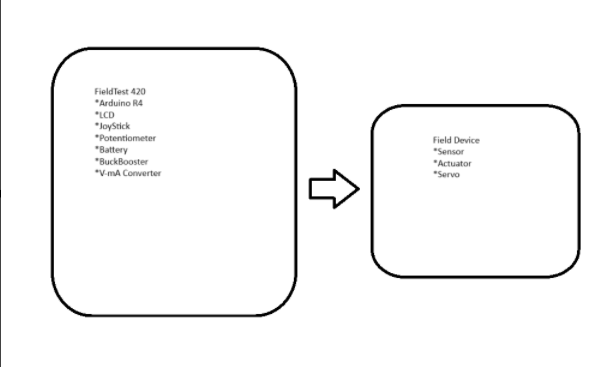 FieldTest 420
*Arduino R4
*LCD
*JoyStick
*Potentiometer
*Battery
*BuckBooster
*V-mA Converter
Field Device
*Sensor
*Actuator
*Servo